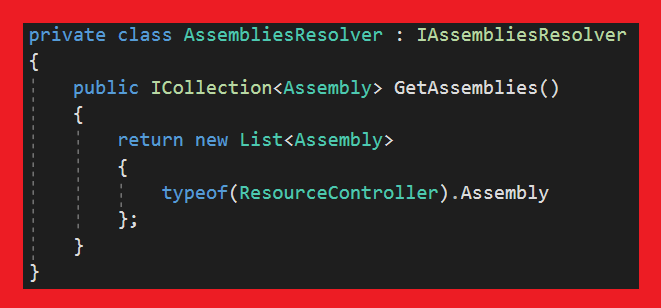 private class AssembliesResolver : IAssembliesResolver
{
    public ICollection<Assembly> GetAssemblies()
    {
        return new List<Assembly>
        {
            typeof(ResourceController).Assembly
        };
    }
}